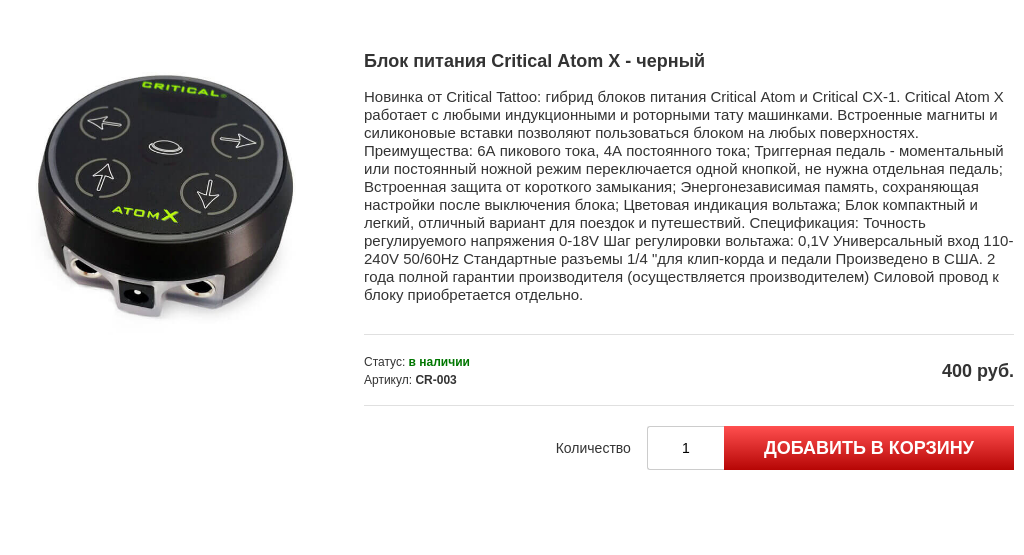 CRITICAL
ATOM X
Блок питания Critical Atom X - черный
Новинка от Critical Tattoo: гибрид блоков питания Critical Atom и Critical CX-1. Critical Atom X
работает с любыми индукционными и роторными тату машинками. Встроенные магниты и
силиконовые вставки позволяют пользоваться блоком на любых поверхностях.
Преимущества: 6А пикового тока, 4А постоянного тока; Триггерная педаль - моментальный
или постоянный ножной режим переключается одной кнопкой, не нужна отдельная педаль;
Встроенная защита от короткого замыкания; Энергонезависимая память, сохраняющая
настройки после выключения блока; Цветовая индикация вольтажа; Блок компактный и
легкий, отличный вариант для поездок и путешествий. Спецификация: Точность
регулируемого напряжения 0-18V Шаг регулировки вольтажа: 0,1V Универсальный вход 110-
240V 50/60Hz Стандартные разъемы 1/4 "для клип-корда и педали Произведено в США. 2
года полной гарантии производителя (осуществляется производителем) Силовой провод к
блоку приобретается отдельно.
Статус: в наличии
Артикул: CR-003
400 руб.
Количество
1
ДОБАВИТЬ В КОРЗИНУ